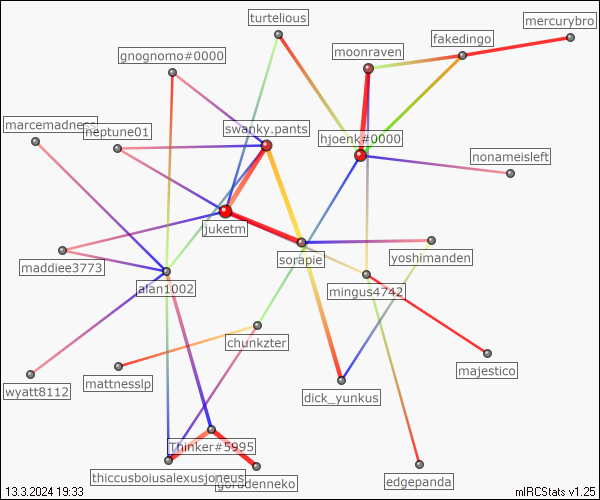 turtelious
mercurybro
fakedingo
moonraven
gnognomo#0000
marcemadness
neptune01
swanky.pants
hjoenk#0000
nonameisleft
juketm
sorapie
yoshimanden
maddiee3773
alan1002
mingus4742
chunkzter
majestico
wyatt8112
mattnesslp
dick_yunkus
Thinker#5995
thiccusboiusalexusjoneus
gorudenneko
edgepanda
13.3.2024 19:33
mIRCStats v1.25